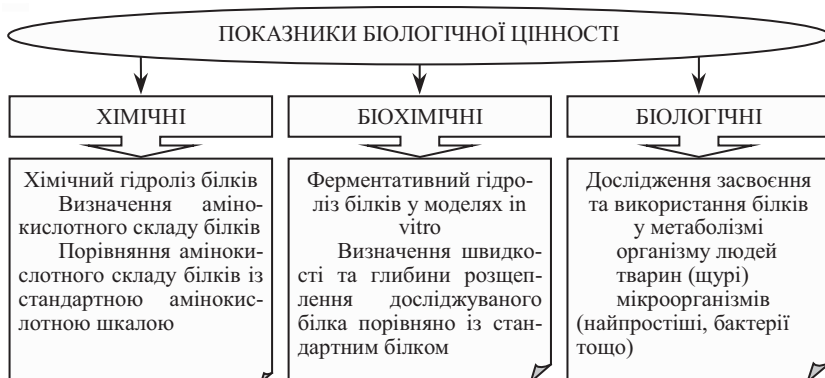 ПОКАЗНИКИ БІОЛОГІЧНОЇ ЦІННОСТІ
ХІМІЧНІ
БІОХІМІЧНІ
БІОЛОГІЧНІ
Хімічний гідроліз білків
Визначення аміно-
кислотного складу білків
Порівняння амінокі-
слотного складу білків із
стандартною амінокис-
лотною шкалою
Ферментативний гідро-
ліз білків у моделях in
vitro
Визначення швидко-
сті та глибини розщеп-
лення досліджуваного
білка порівняно із стан-
дартним білком
Дослідження засвоєння
та використання білків
у метаболізмі
організму людей
тварин (щурі)
мікроорганізмів
(найпростіші, бактерії
тощо)